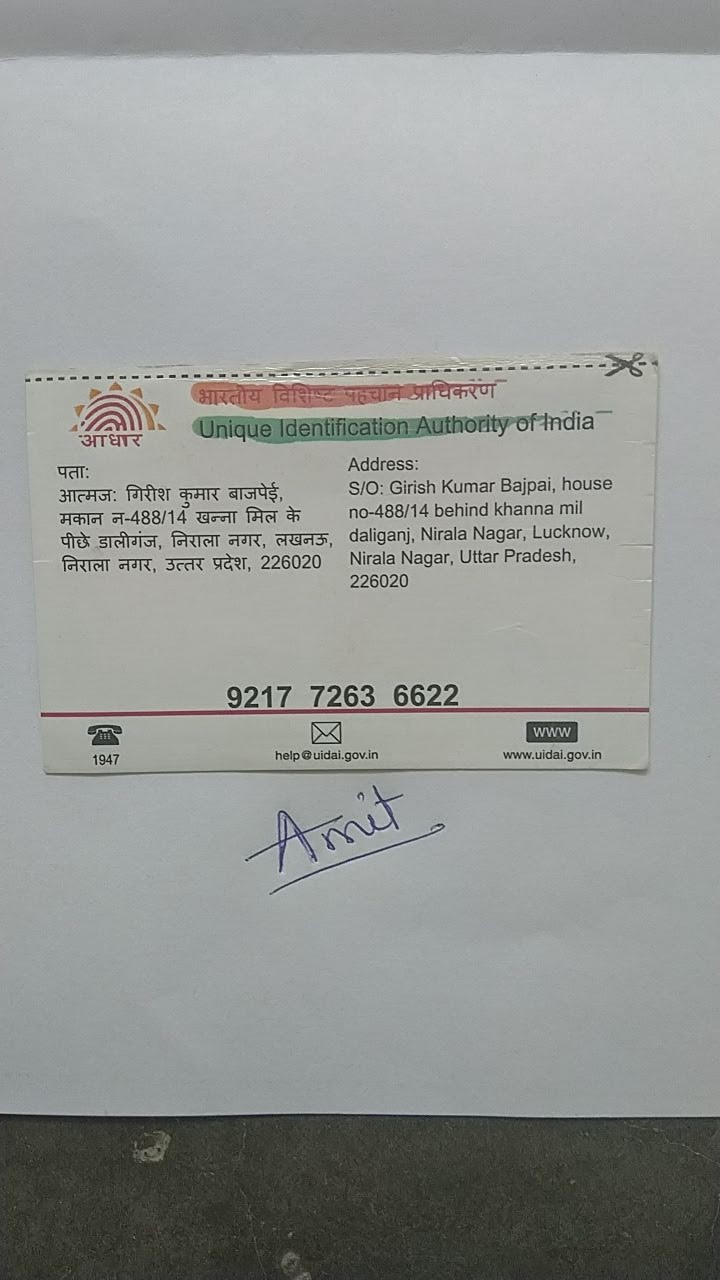 भारतीय विशिष्ट पहचान प्राधिकरण
Unique Identification Authority of India
आधार
पता:
आत्मज: गिरीश कुमार बाजपेई,
मकान न-488/14 खन्ना मिल के
पीछे डालीगंज, निराला नगर, लखनऊ,
निराला नगर, उत्तर प्रदेश, 226020
Address:
S/O: Girish Kumar Bajpai, house
no-488/14 behind khanna mil
daliganj, Nirala Nagar, Lucknow,
Nirala Nagar, Uttar Pradesh,
226020
9217 7263 6622
1947
help@uidai.gov.in
www
www.uidai.gov.in
Amit